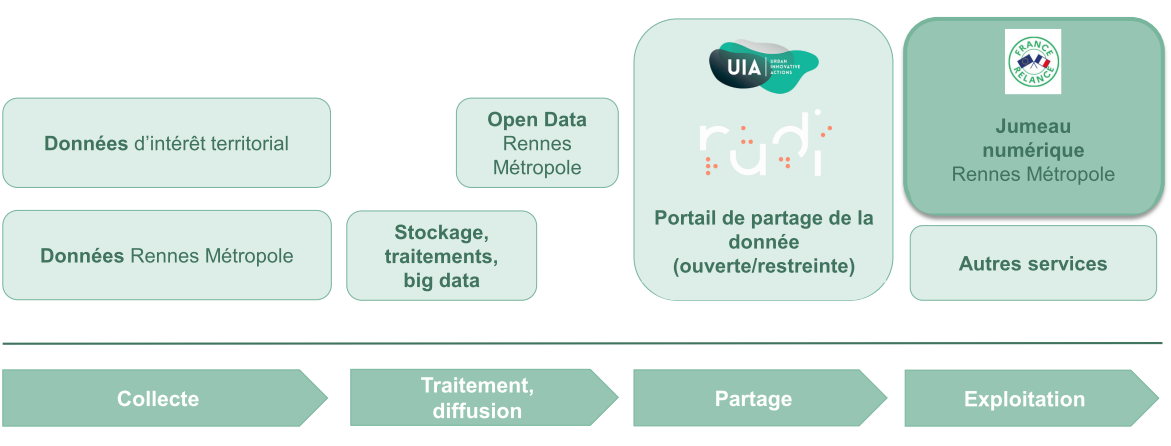 Données d'intérêt territorial
Données Rennes Métropole
Stockage,
traitements,
big data
Open Data
Rennes
Métropole
UIA
URBAN
INNOVATIVE
ACTIONS
rudi
Portail de partage de la
donnée
(ouverte/restreinte)
FRANCE
RELANCE
Jumeau
numérique
Rennes Métropole
Autres services
Collecte
Traitement,
diffusion
Partage
Exploitation